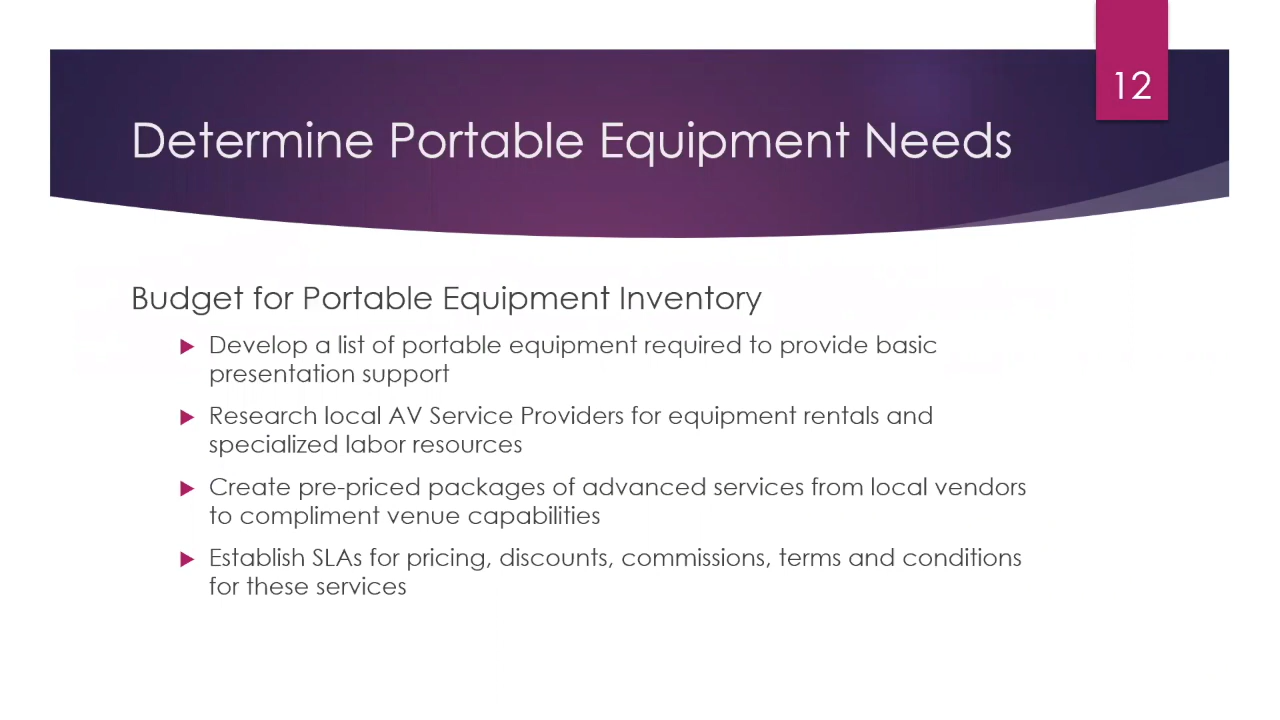 12
Determine Portable Equipment Needs
Budget for Portable Equipment Inventory
Develop a list of portable equipment required to provide basic
presentation support
Research local AV Service Providers for equipment rentals and
specialized labor resources
Create pre-priced packages of advanced services from local vendors
to compliment venue capabilities
Establish SLAs for pricing, discounts, commissions, terms and conditions
for these services